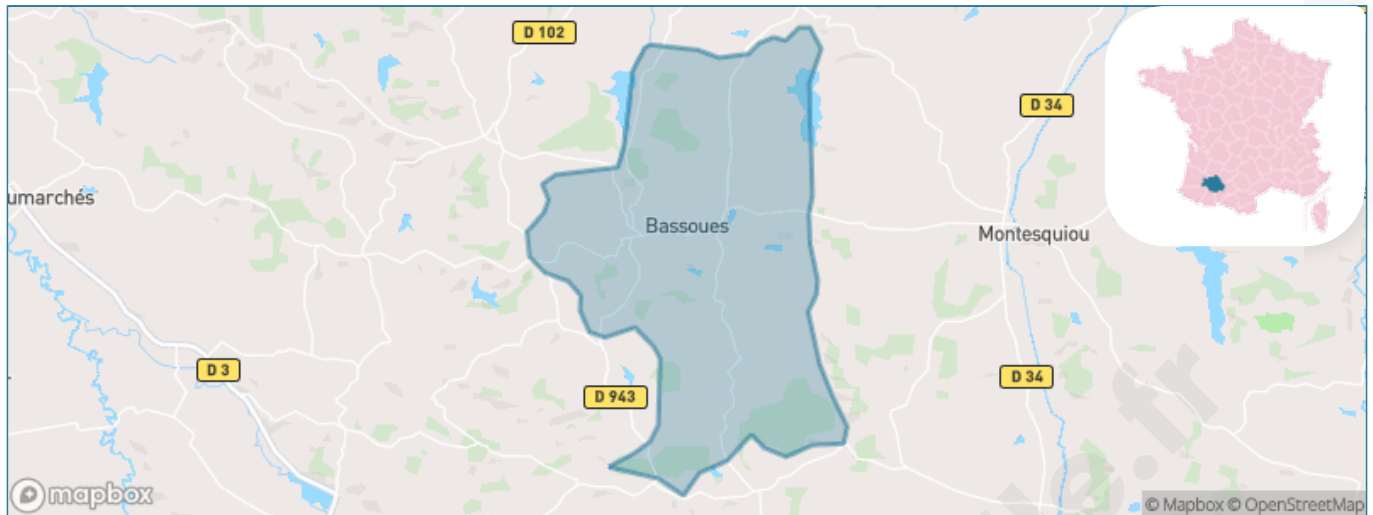 D 102
D 34
umarchés
Bassoues
Montesquiou
D 3
D 34
D 943
mapbox
© Mapbox © OpenStreetMap